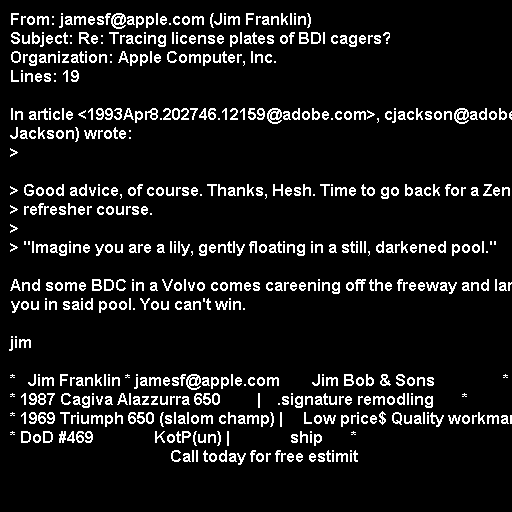 From: jamesf@apple.com (Jim Franklin)
Subject: Re: Tracing license plates of BDI cagers?
Organization: Apple Computer, Inc.
Lines: 19
In article <1993Apr8.202746.12159@adobe.com>, cjackson@adobe
Jackson) wrote:
>
> Good advice, of course. Thanks, Hesh. Time to go back for a Zen
> refresher course.
>
> "Imagine you are a lily, gently floating in a still, darkened pool."
And some BDC in a Volvo comes careening off the freeway and lan
you in said pool. You can't win.
jim
* Jim Franklin * jamesf@apple.com Jim Bob & Sons *
* 1987 Cagiva Alazzurra 650 | .signature remodling *
* 1969 Triumph 650 (slalom champ) | Low price$ Quality workman
* DoD #469 KotP(un) | ship *
Call today for free estimit